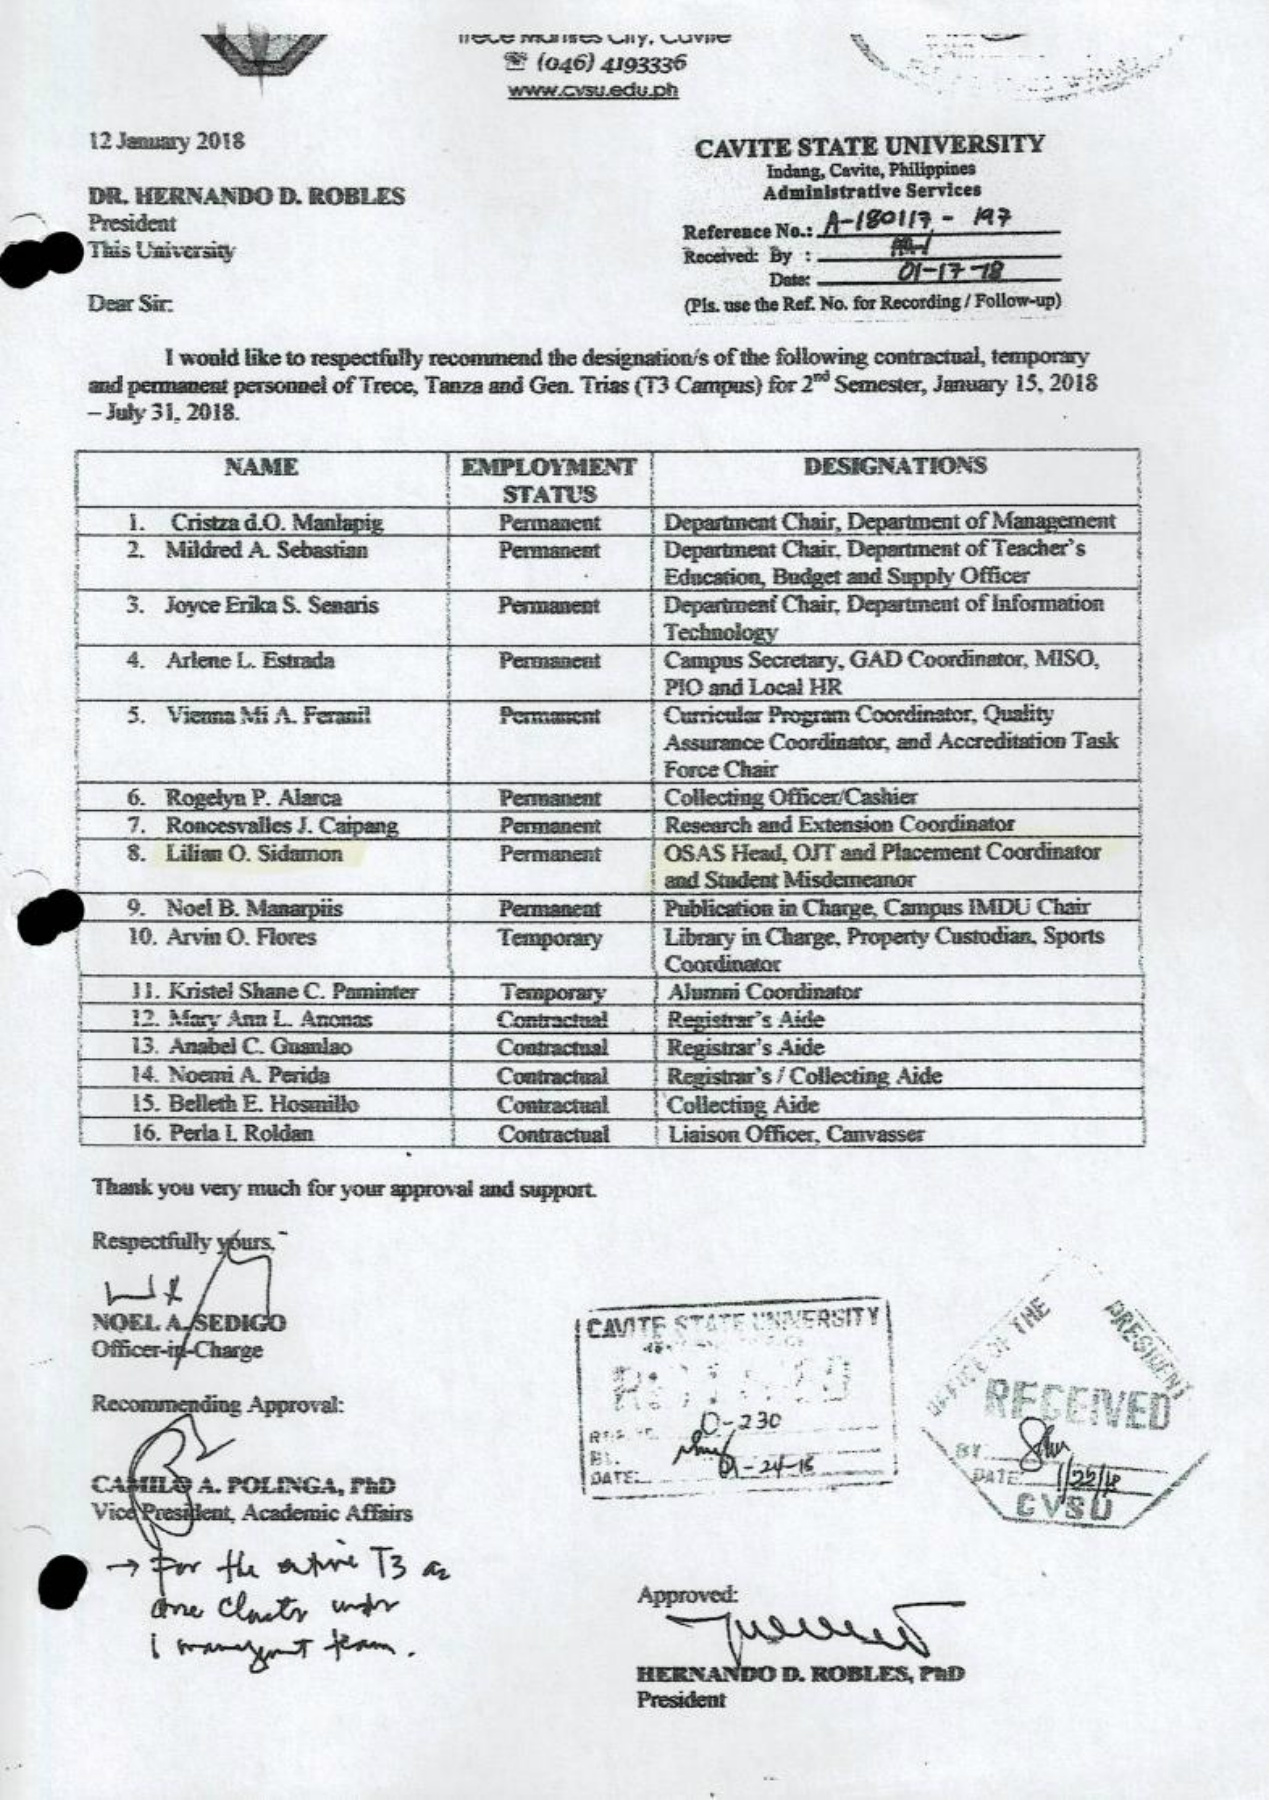 Trece Martires City, Cavite
☏ (046) 4193336
www.cvsu.edu.ph
12 January 2018
CAVITE STATE UNIVERSITY
Indang, Cavite, Philippines
Administrative Services
Reference No.: A-180117 - 197
Received: By :
Date: 01-17-18
(Pls. use the Ref. No. for Recording / Follow-up)
DR. HERNANDO D. ROBLES
President
This University
Dear Sir:
I would like to respectfully recommend the designation/s of the following contractual, temporary
and permanent personnel of Trece, Tanza and Gen. Trias (T3 Campus) for 2nd Semester, January 15, 2018
– July 31, 2018.
NAME EMPLOYMENT STATUS DESIGNATIONS
1. Cristza d.O. Manlapig Permanent Department Chair, Department of Management
2. Mildred A. Sebastian Permanent Department Chair, Department of Teacher's
Education, Budget and Supply Officer
3. Joyce Erika S. Senaris Permanent Department Chair, Department of Information
Technology
4. Arlene L. Estrada Permanent Campus Secretary, GAD Coordinator, MISO,
PIO and Local HR
5. Vienna Mi A. Feranil Permanent Curricular Program Coordinator, Quality
Assurance Coordinator, and Accreditation Task
Force Chair
6. Rogelyn P. Alarca Permanent Collecting Officer/Cashier
7. Roncesvalles J. Caipang Permanent Research and Extension Coordinator
8. Lilian O. Sidamon Permanent OSAS Head, OJT and Placement Coordinator
and Student Misdemeanor
9. Noel B. Manarpiis Permanent Publication in Charge, Campus IMDU Chair
10. Arvin O. Flores Temporary Library in Charge, Property Custodian, Sports
Coordinator
11. Kristel Shane C. Paminter Temporary Alumni Coordinator
12. Mary Ann L. Anonas Contractual Registrar's Aide
13. Anabel C. Guanlao Contractual Registrar's Aide
14. Noemi A. Perida Contractual Registrar's / Collecting Aide
15. Belleth E. Hosmillo Contractual Collecting Aide
16. Perla I. Roldan Contractual Liaison Officer, Canvasser
Thank you very much for your approval and support.
Respectfully yours,
NOEL A. SEDIGO
Officer-in-Charge
Recommending Approval:
CAMILO A. POLINGA, PhD
Vice President, Academic Affairs
→ For the entire T3 as
one cluster under
1 management team.
CAVITE STATE UNIVERSITY
D-230
BY:
DATE: 01-24-18
OFFICE OF THE PRESIDENT
RECEIVED
BY
DATE: 1/25/18
CVSU
Approved:
HERNANDO D. ROBLES, PhD
President